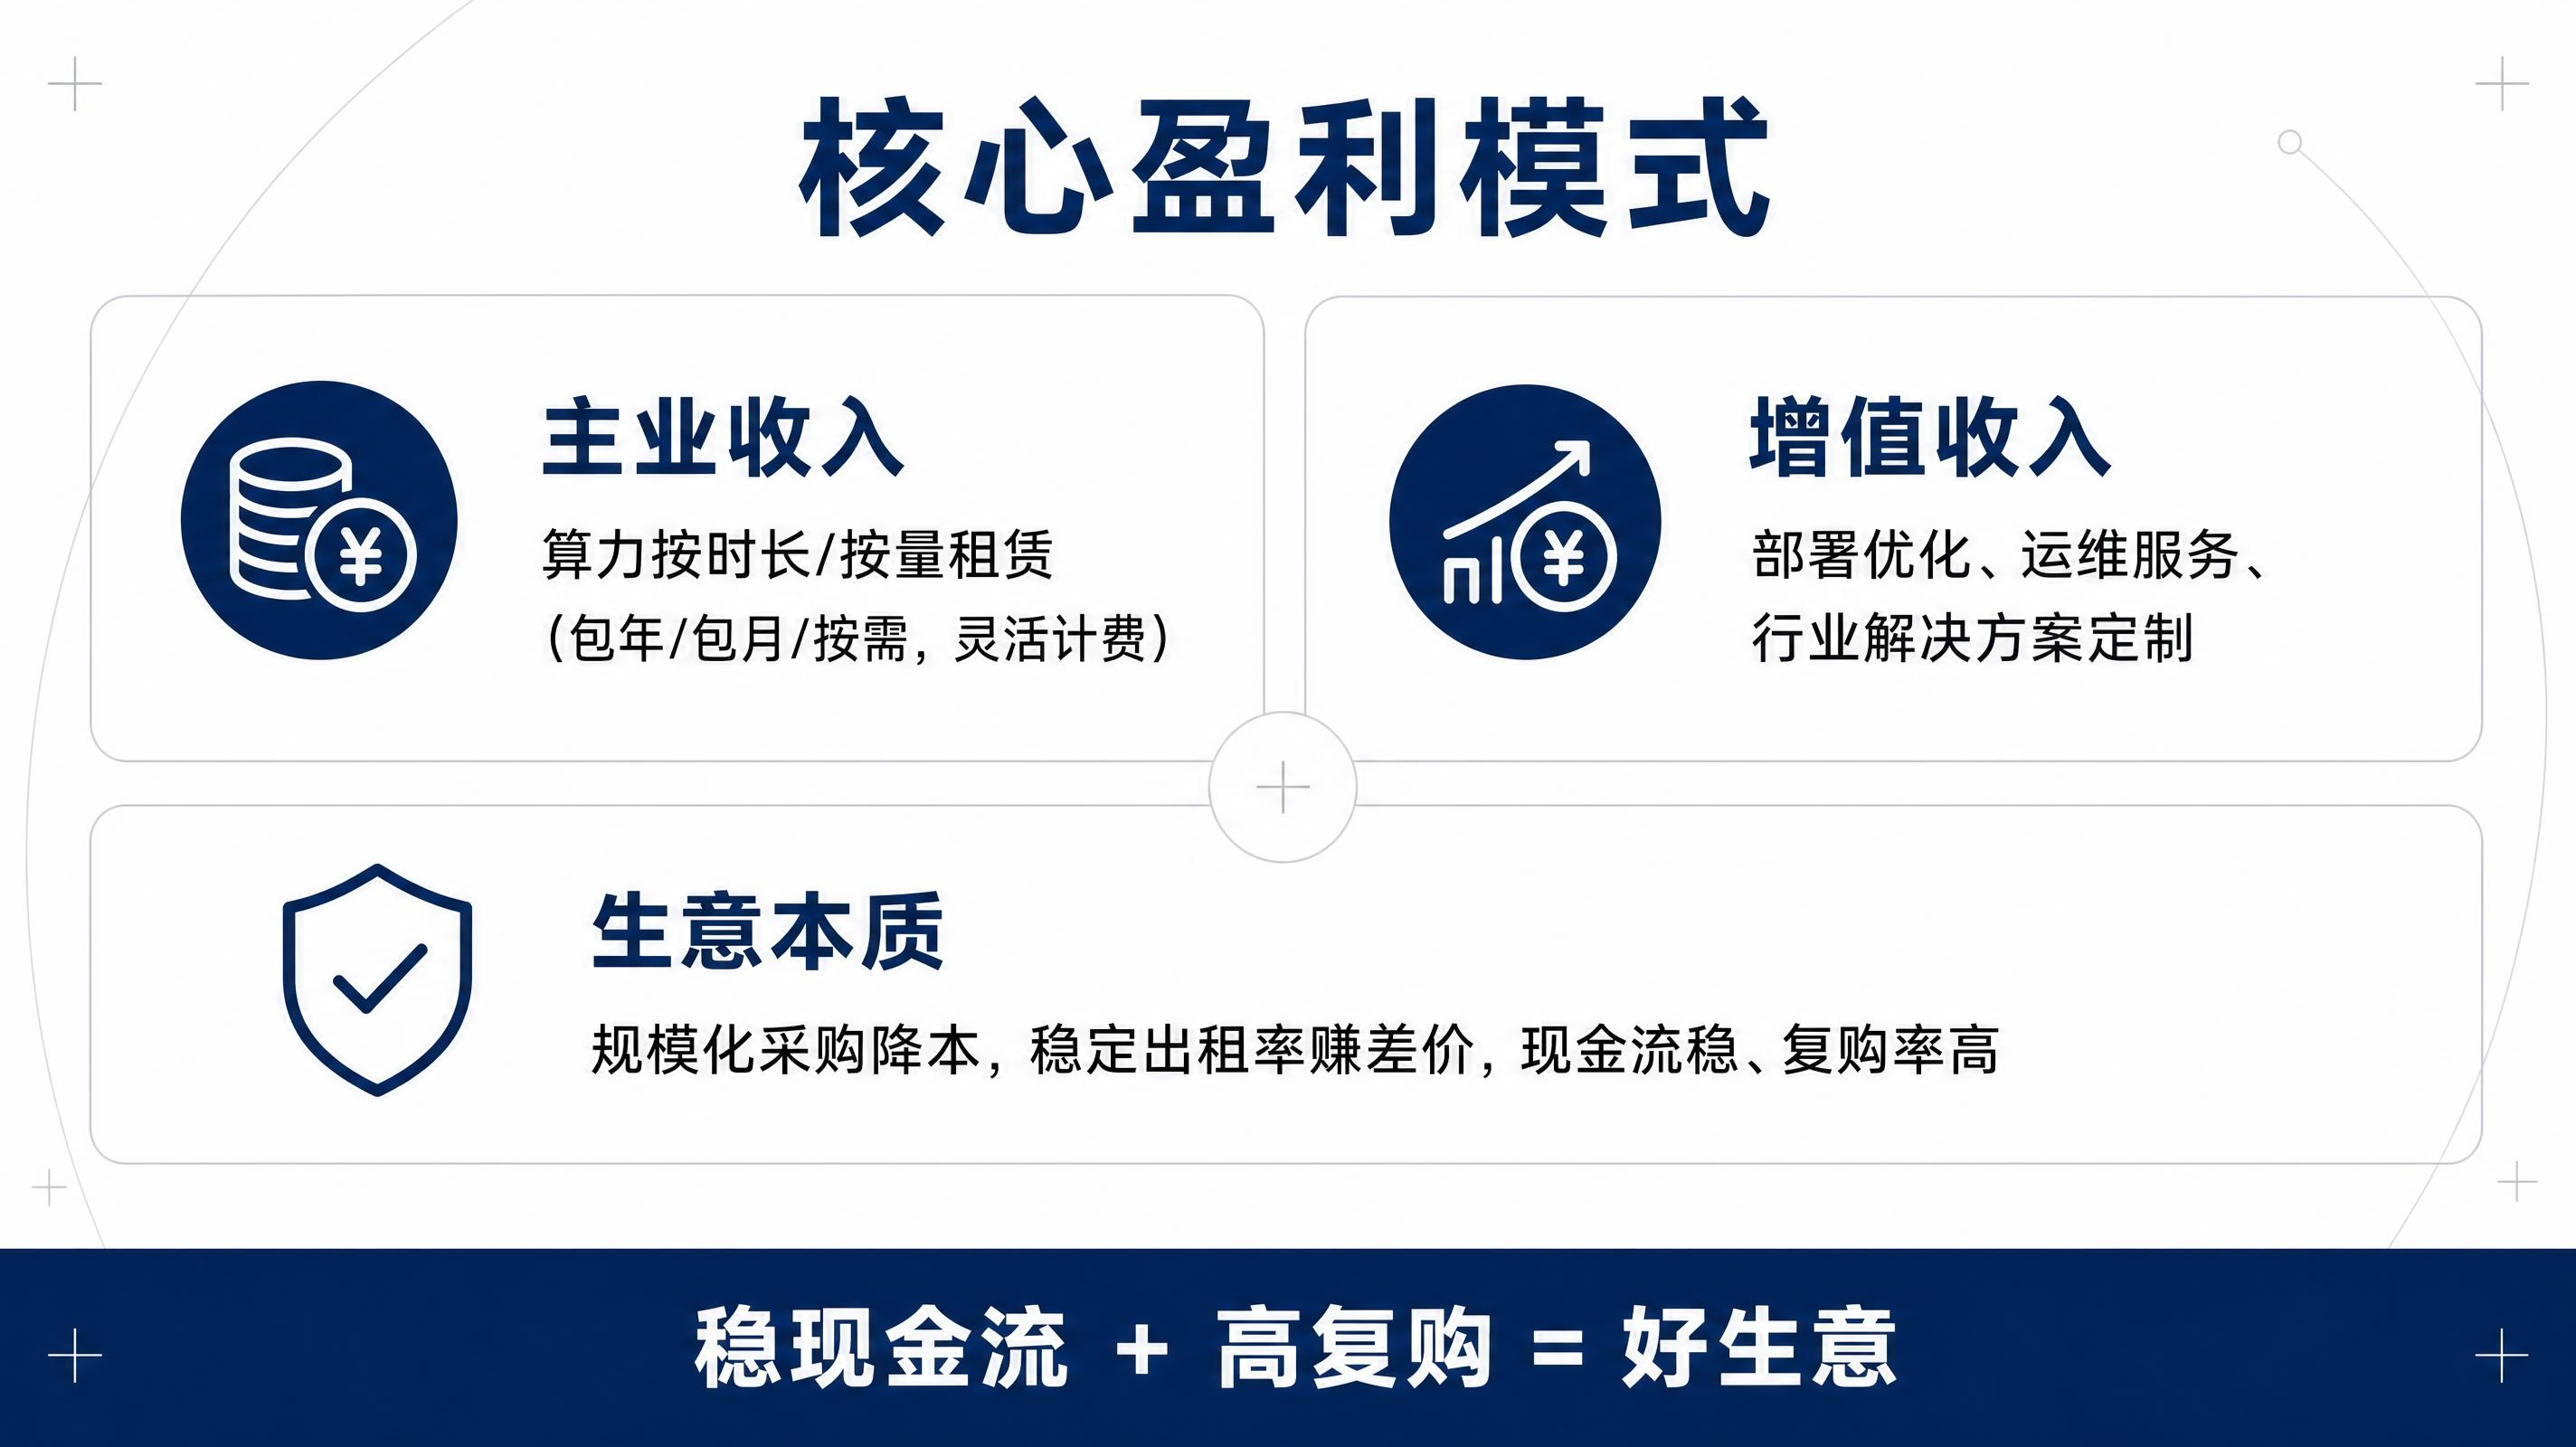 核心盈利模式
主业收入
算力按时长/按量租赁
（包年/包月/按需，灵活计费）
增值收入
部署优化、运维服务、
行业解决方案定制
生意本质
规模化采购降本，稳定出租率赚差价，现金流稳、复购率高
稳现金流 + 高复购 = 好生意